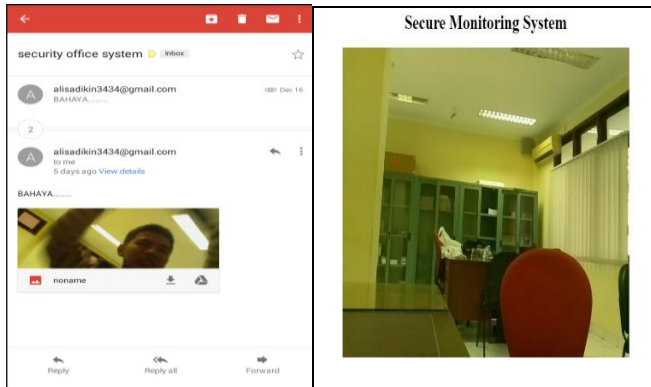 security office system Inbox
A
alisadikin3434@gmail.com
Dec 16
BAHAYA........
2
A
alisadikin3434@gmail.com
to me
5 days ago View details
BAHAYA........
noname
Reply
Reply all
Forward
Secure Monitoring System